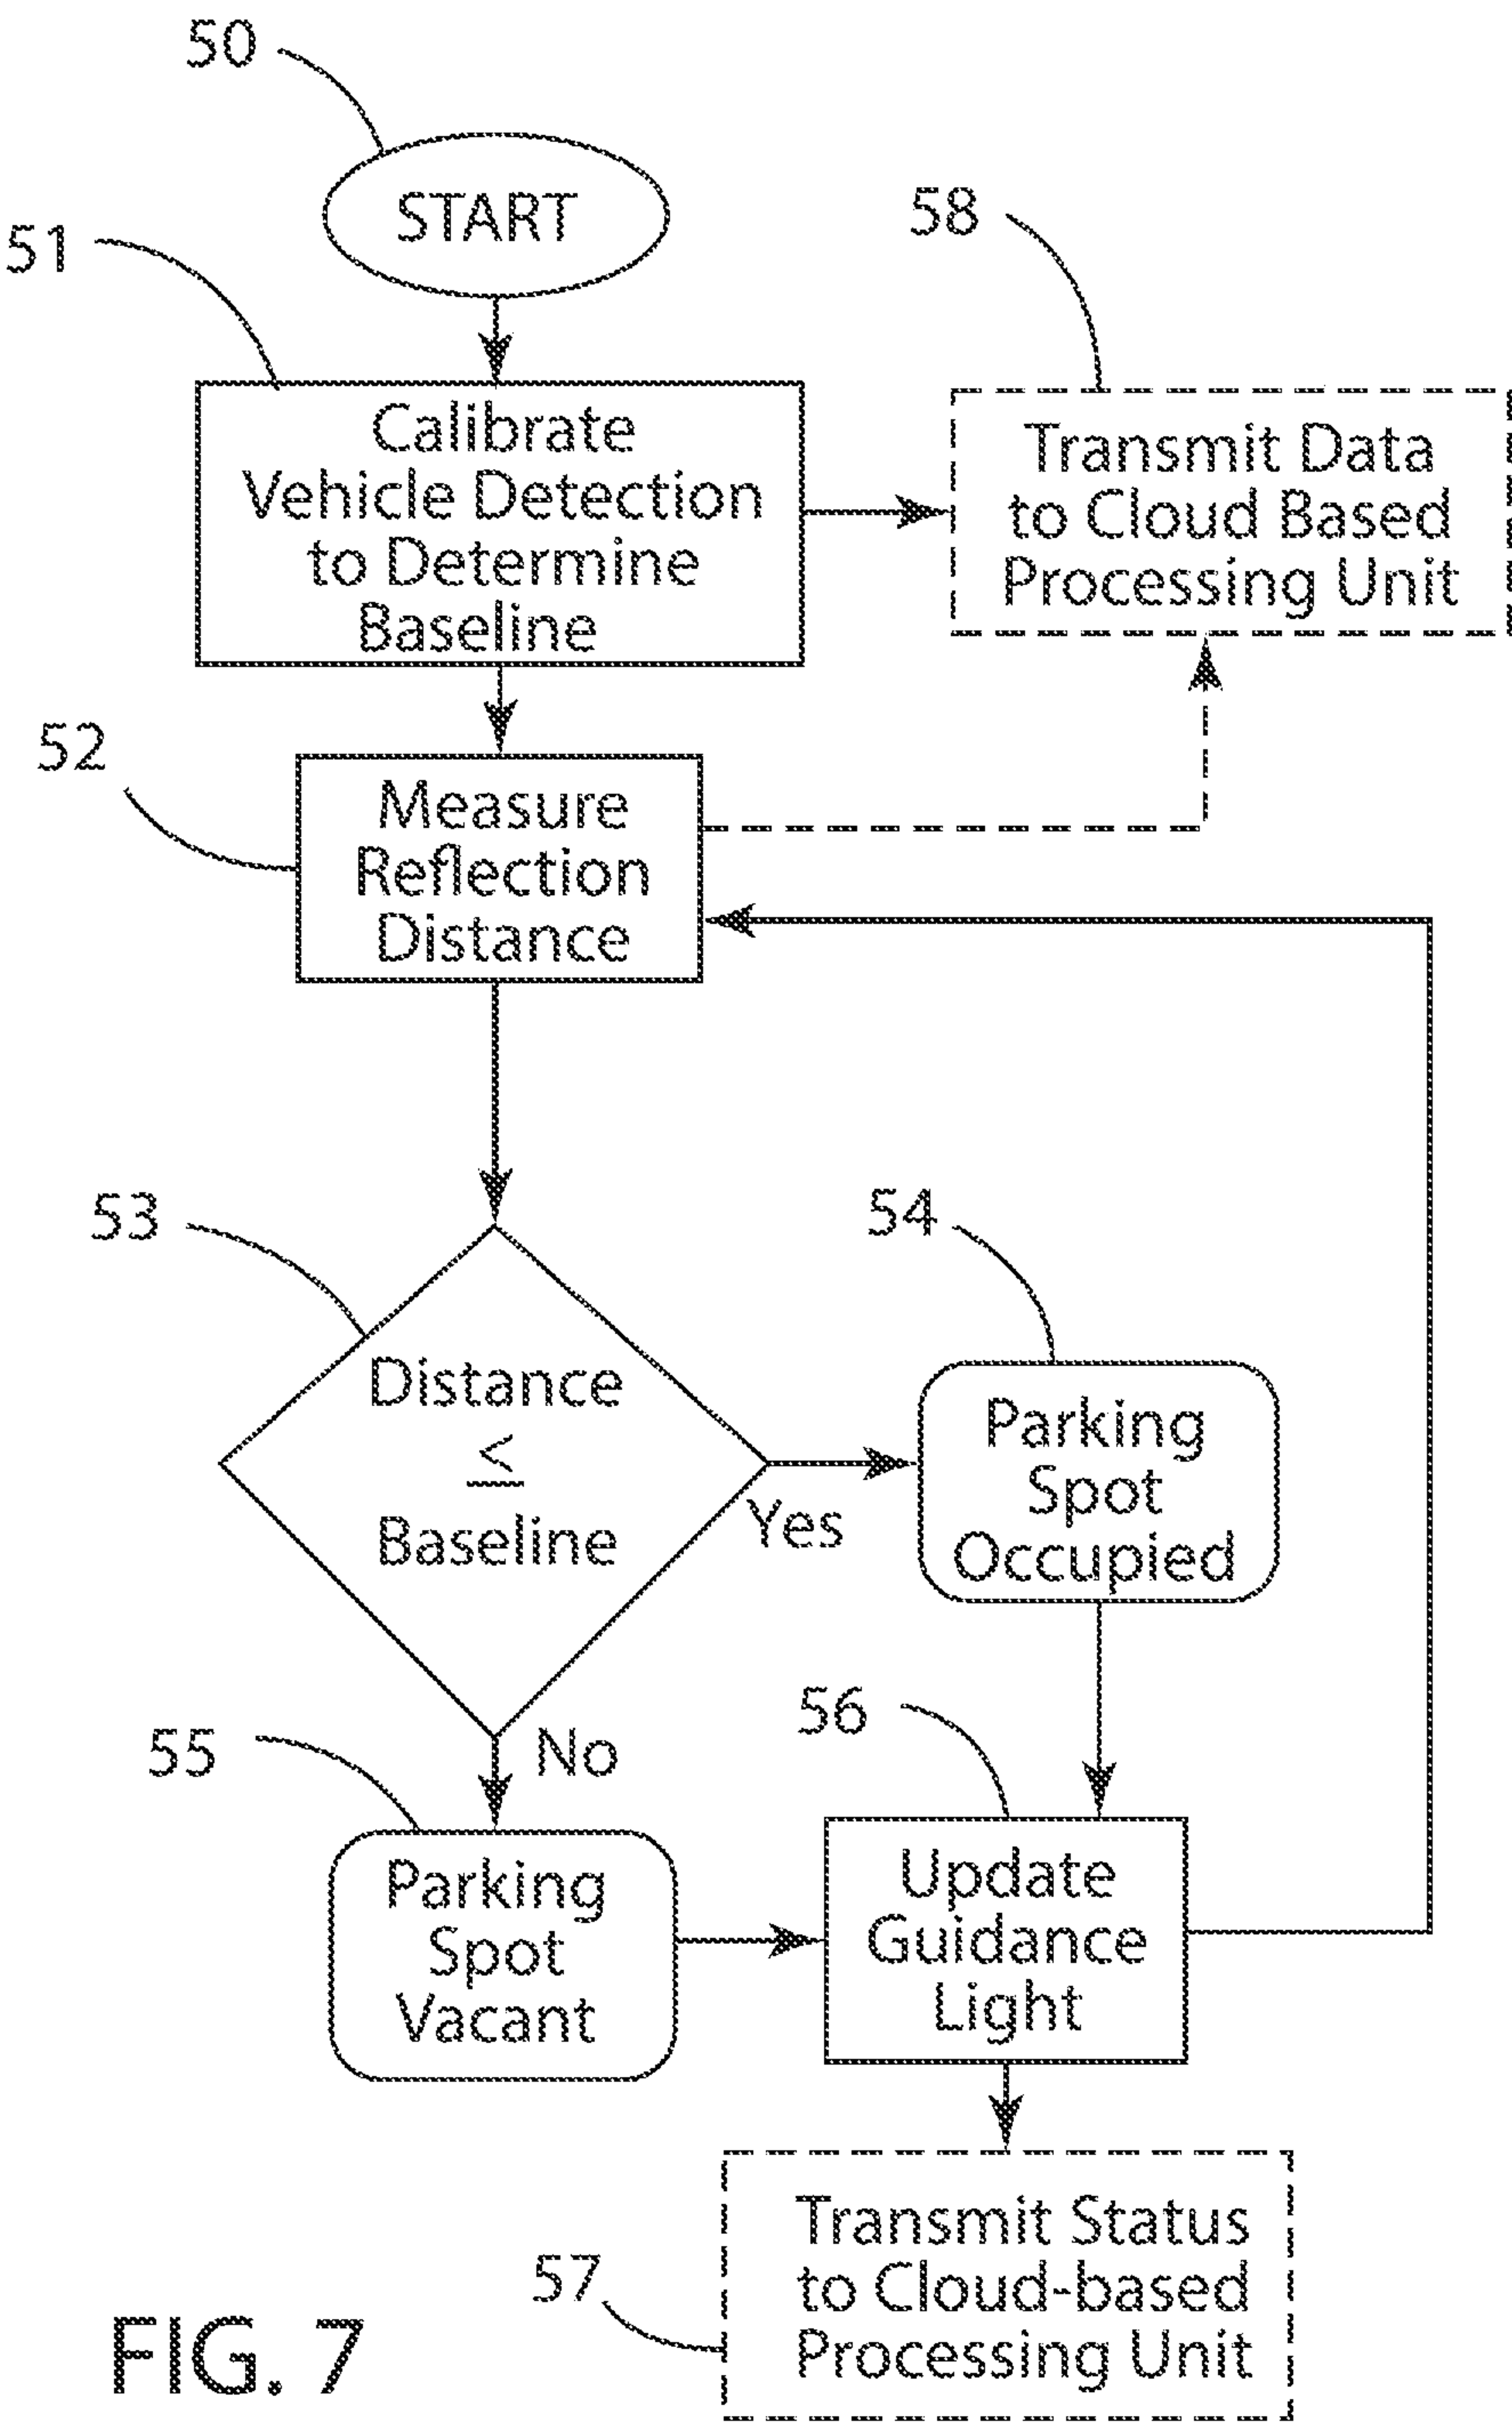 50
START
51
58
Calibrate
Vehicle Detection
to Determine
Baseline
Transmit Data
to Cloud Based
Processing Unit
52
Measure
Reflection
Distance
53
54
Distance
≤
Baseline
Yes
Parking
Spot
Occupied
No
55
56
Parking
Spot
Vacant
Update
Guidance
Light
57
Transmit Status
to Cloud-based
Processing Unit
FIG. 7